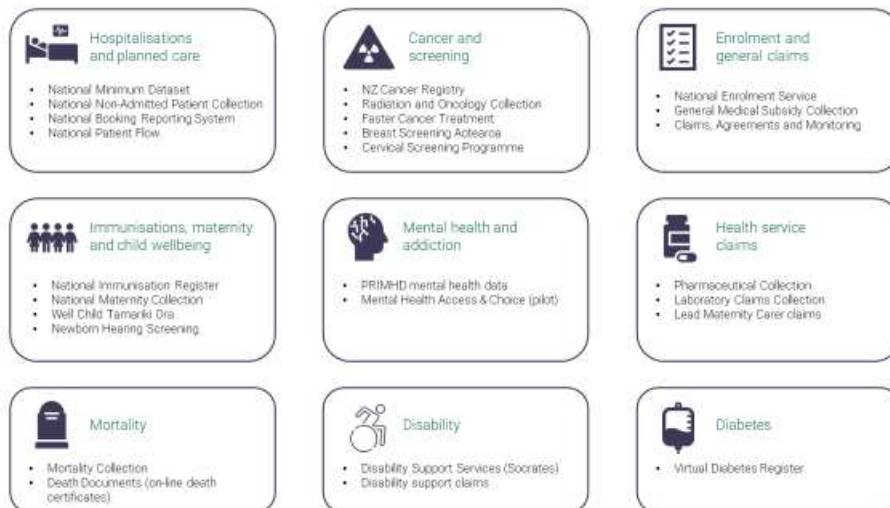 Hospitalisations
and planned care
• National Minimum Dataset
• National Non-Admitted Patient Collection
• National Booking Reporting System
• National Patient Flow
Cancer and
screening
• NZ Cancer Registry
• Radiation and Oncology Collection
• Faster Cancer Treatment
• Breast Screening Aotearoa
• Cervical Screening Programme
Enrolment and
general claims
• National Enrolment Service
• General Medical Subsidy Collection
• Claims, Agreements and Monitoring
Immunisations, maternity
and child wellbeing
• National Immunisation Register
• National Maternity Collection
• Well Child Tamariki Ora
• Newborn Hearing Screening
Mental health and
addiction
• PRIMHD mental health data
• Mental Health Access & Choice (pilot)
Health service
claims
• Pharmaceutical Collection
• Laboratory Claims Collection
• Lead Maternity Carer claims
Mortality
• Mortality Collection
• Death Documents (on-line death
certificates)
Disability
• Disability Support Services (Socrates)
• Disability support claims
Diabetes
• Virtual Diabetes Register